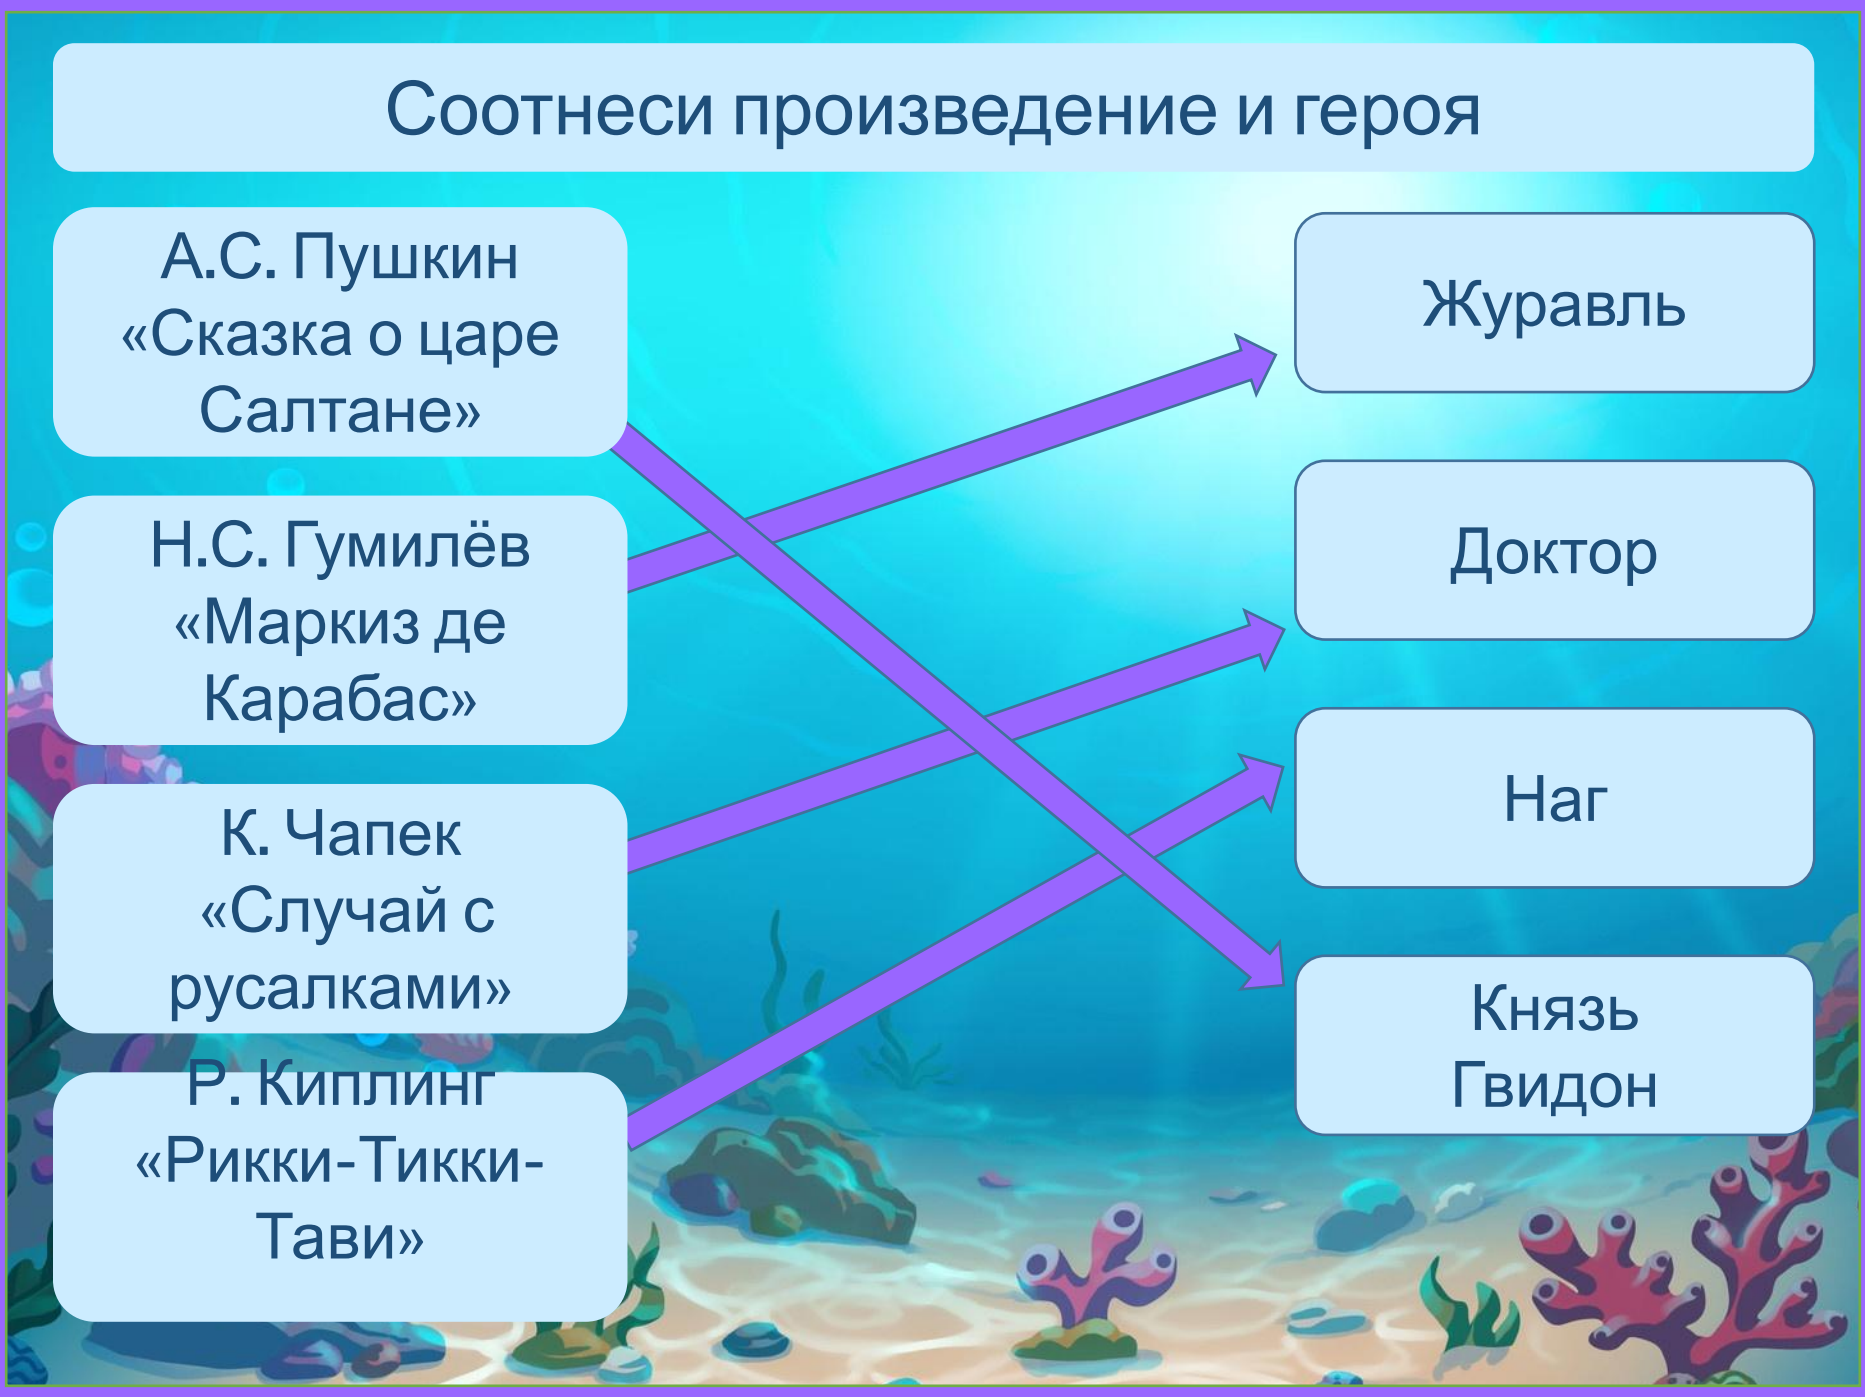 Соотнеси произведение и героя
А.С. Пушкин
«Сказка о царе
Салтане»
Н.С. Гумилёв
«Маркиз де
Карабас»
К. Чапек
«Случай с
русалками»
Р. Киплинг
«Рикки-Тикки-
Тави»
Журавль
Доктор
Наг
Князь
Гвидон